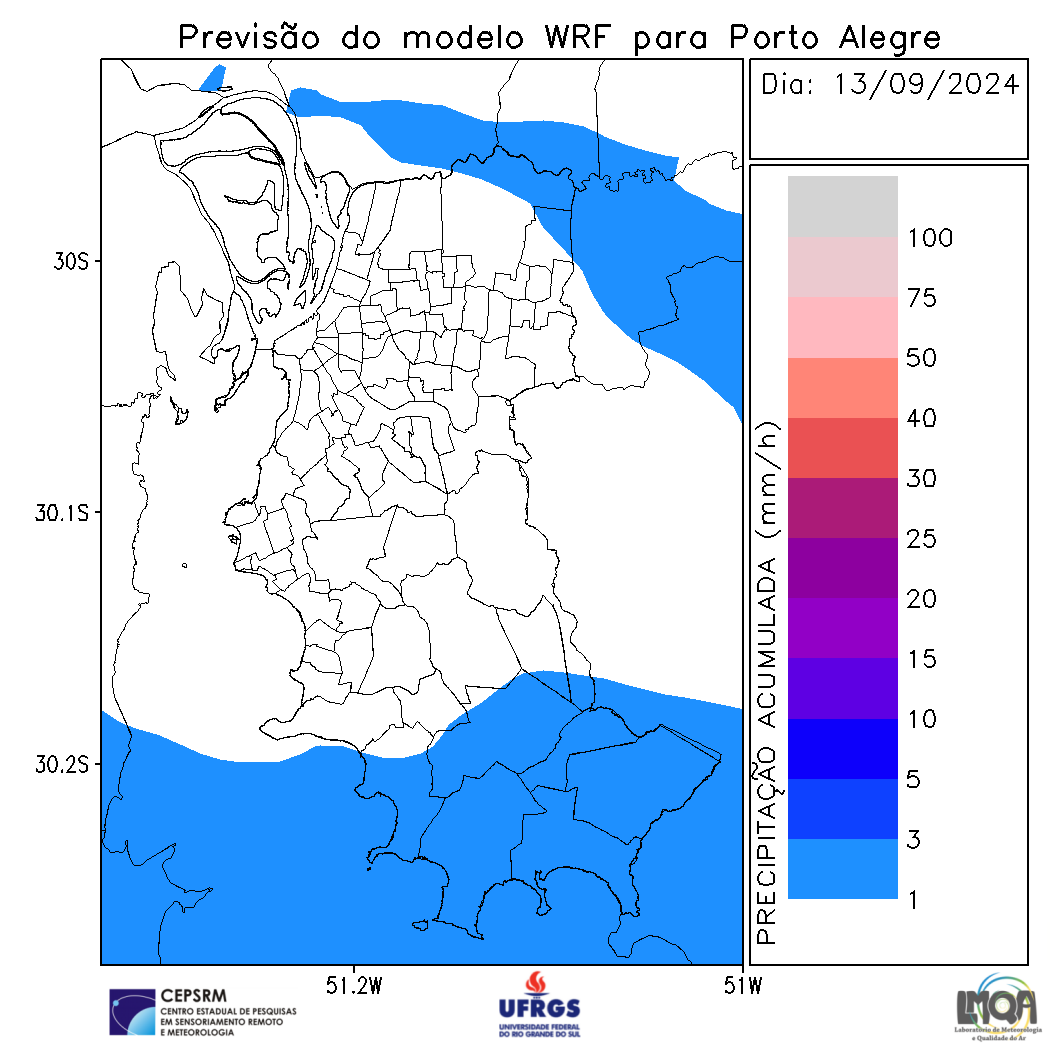 Previsão do modelo WRF para Porto Alegre
Dia: 13/09/2024
30S
30.1S
30.2S
51.2W
51W
PRECIPITAÇÃO ACUMULADA (mm/h)
100
75
50
40
30
25
20
15
10
5
3
1
CEPSRM
CENTRO ESTADUAL DE PESQUISAS
EM SENSORIAMENTO REMOTO
E METEOROLOGIA
UFRGS
UNIVERSIDADE FEDERAL
DO RIO GRANDE DO SUL
LMQA
Laboratório de Meteorologia
e Qualidade do Ar